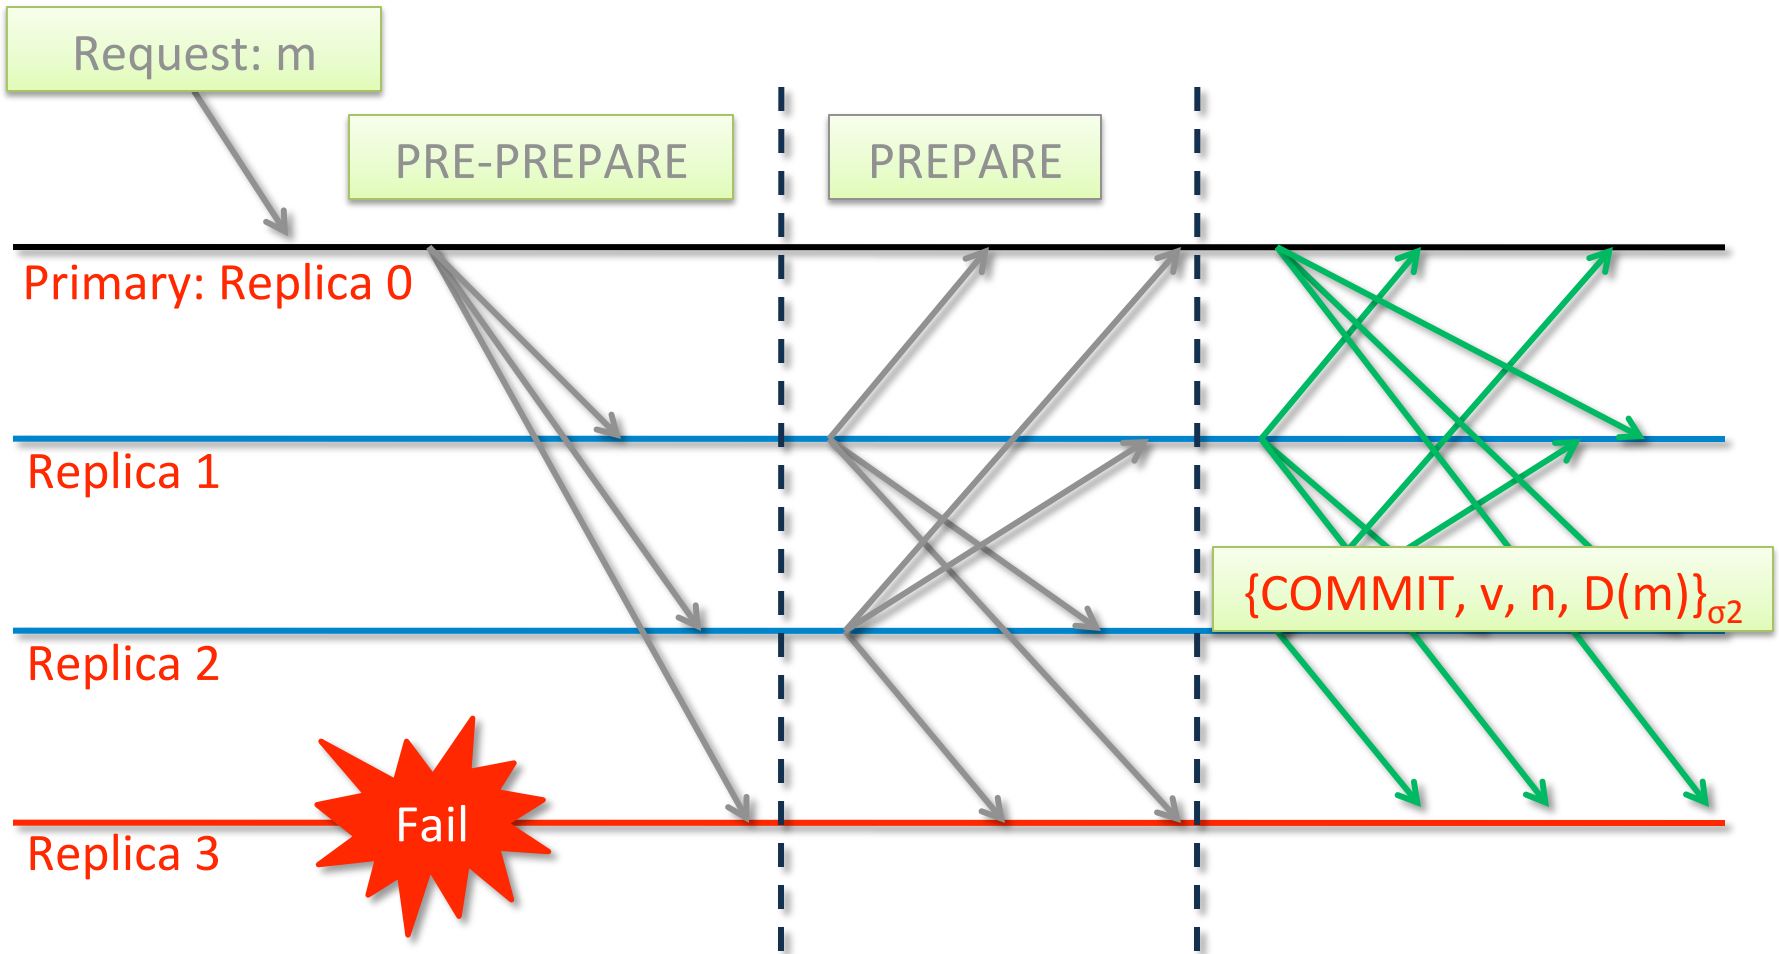 Request: m
PRE-PREPARE
PREPARE
Primary: Replica 0
Replica 1
{COMMIT, v, n, D(m)}σ2
Replica 2
Fail
Replica 3